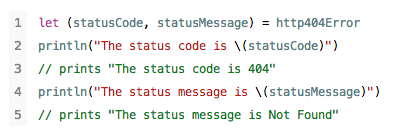 1 let (statusCode, statusMessage) = http404Error
2 println("The status code is \(statusCode)")
3 // prints "The status code is 404"
4 println("The status message is \(statusMessage)")
5 // prints "The status message is Not Found"